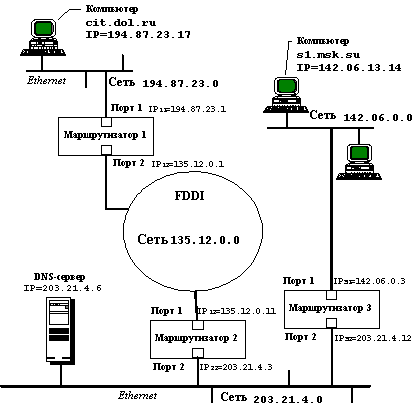 Компьютер
cit.dol.ru
IP=194.87.23.17
Компьютер
s1.msk.su
IP=142.06.13.14
Ethernet
Сеть 194.87.23.0
Порт 1 IP11=194.87.23.1
Сеть 142.06.0.0
Маршрутизатор 1
Порт 2 IP12=135.12.0.1
FDDI
Сеть 135.12.0.0
DNS-сервер
IP=203.21.4.6
Порт 1 IP31=142.06.0.3
Порт 1 IP12=135.12.0.11
Маршрутизатор 3
Маршрутизатор 2
Порт 2 IP32=203.21.4.12
Порт 2 IP22=203.21.4.3
Ethernet
Сеть 203.21.4.0